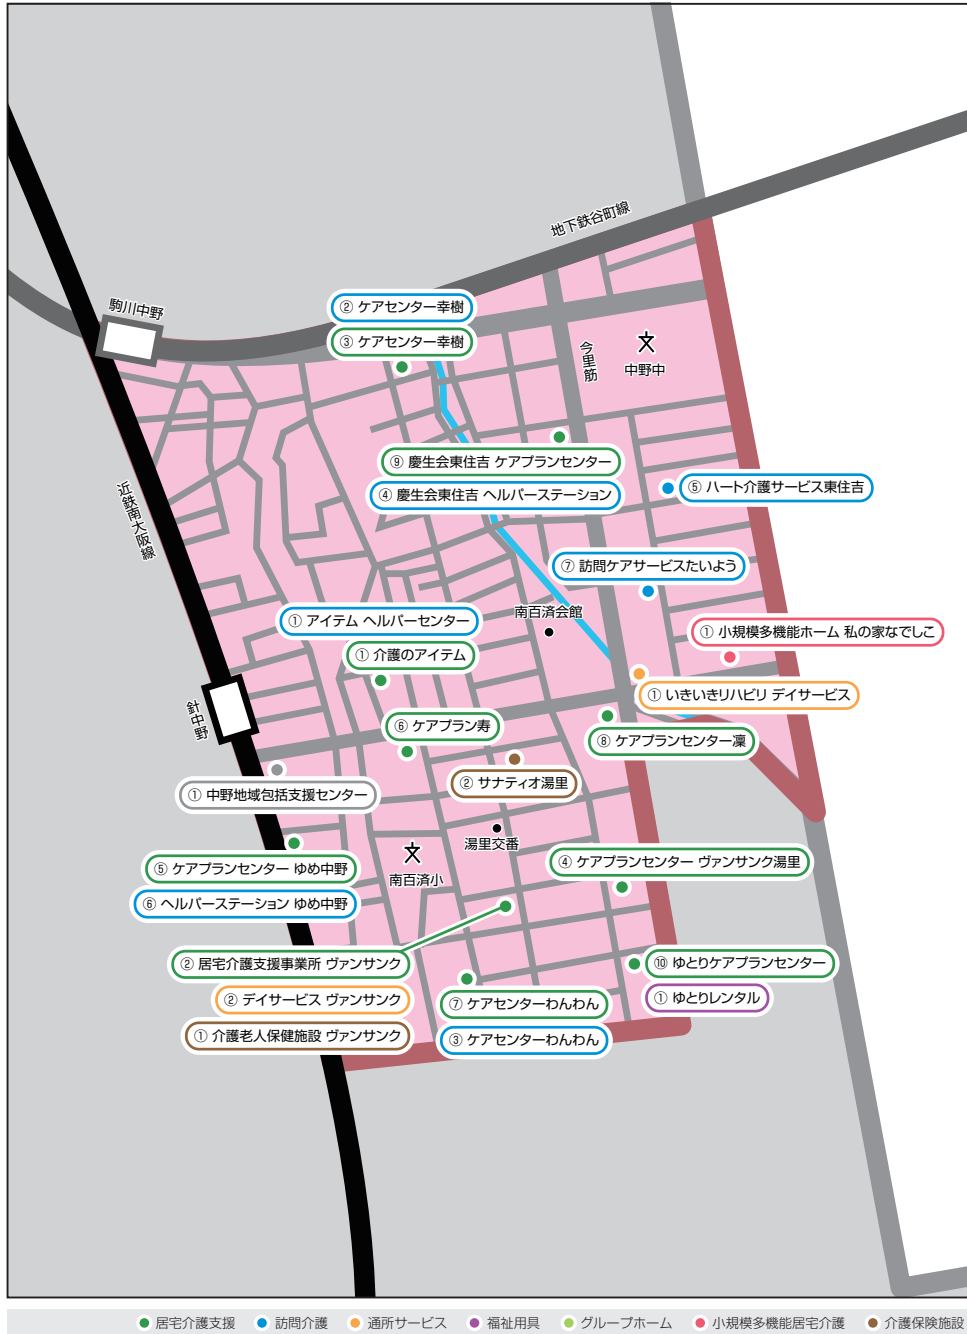 地下鉄谷町線
駒川中野
② ケアセンター幸樹
③ ケアセンター幸樹
今里筋
中野中
⑨ 慶生会東住吉 ケアプランセンター
④ 慶生会東住吉 ヘルパーステーション
⑤ ハート介護サービス東住吉
近鉄南大阪線
⑦ 訪問ケアサービスたいよう
南百済会館
① アイテム ヘルパーセンター
① 小規模多機能ホーム 私の家なでしこ
① 介護のアイテム
① いきいきリハビリ デイサービス
針中野
⑥ ケアプラン寿
⑧ ケアプランセンター凜
② サナティオ湯里
① 中野地域包括支援センター
湯里交番
④ ケアプランセンター ヴァンサンク湯里
⑤ ケアプランセンター ゆめ中野
南百済小
⑥ ヘルパーステーション ゆめ中野
② 居宅介護支援事業所 ヴァンサンク
⑩ ゆとりケアプランセンター
② デイサービス ヴァンサンク
⑦ ケアセンターわんわん
① ゆとりレンタル
① 介護老人保健施設 ヴァンサンク
③ ケアセンターわんわん
居宅介護支援 訪問介護 通所サービス 福祉用具 グループホーム 小規模多機能居宅介護 介護保険施設